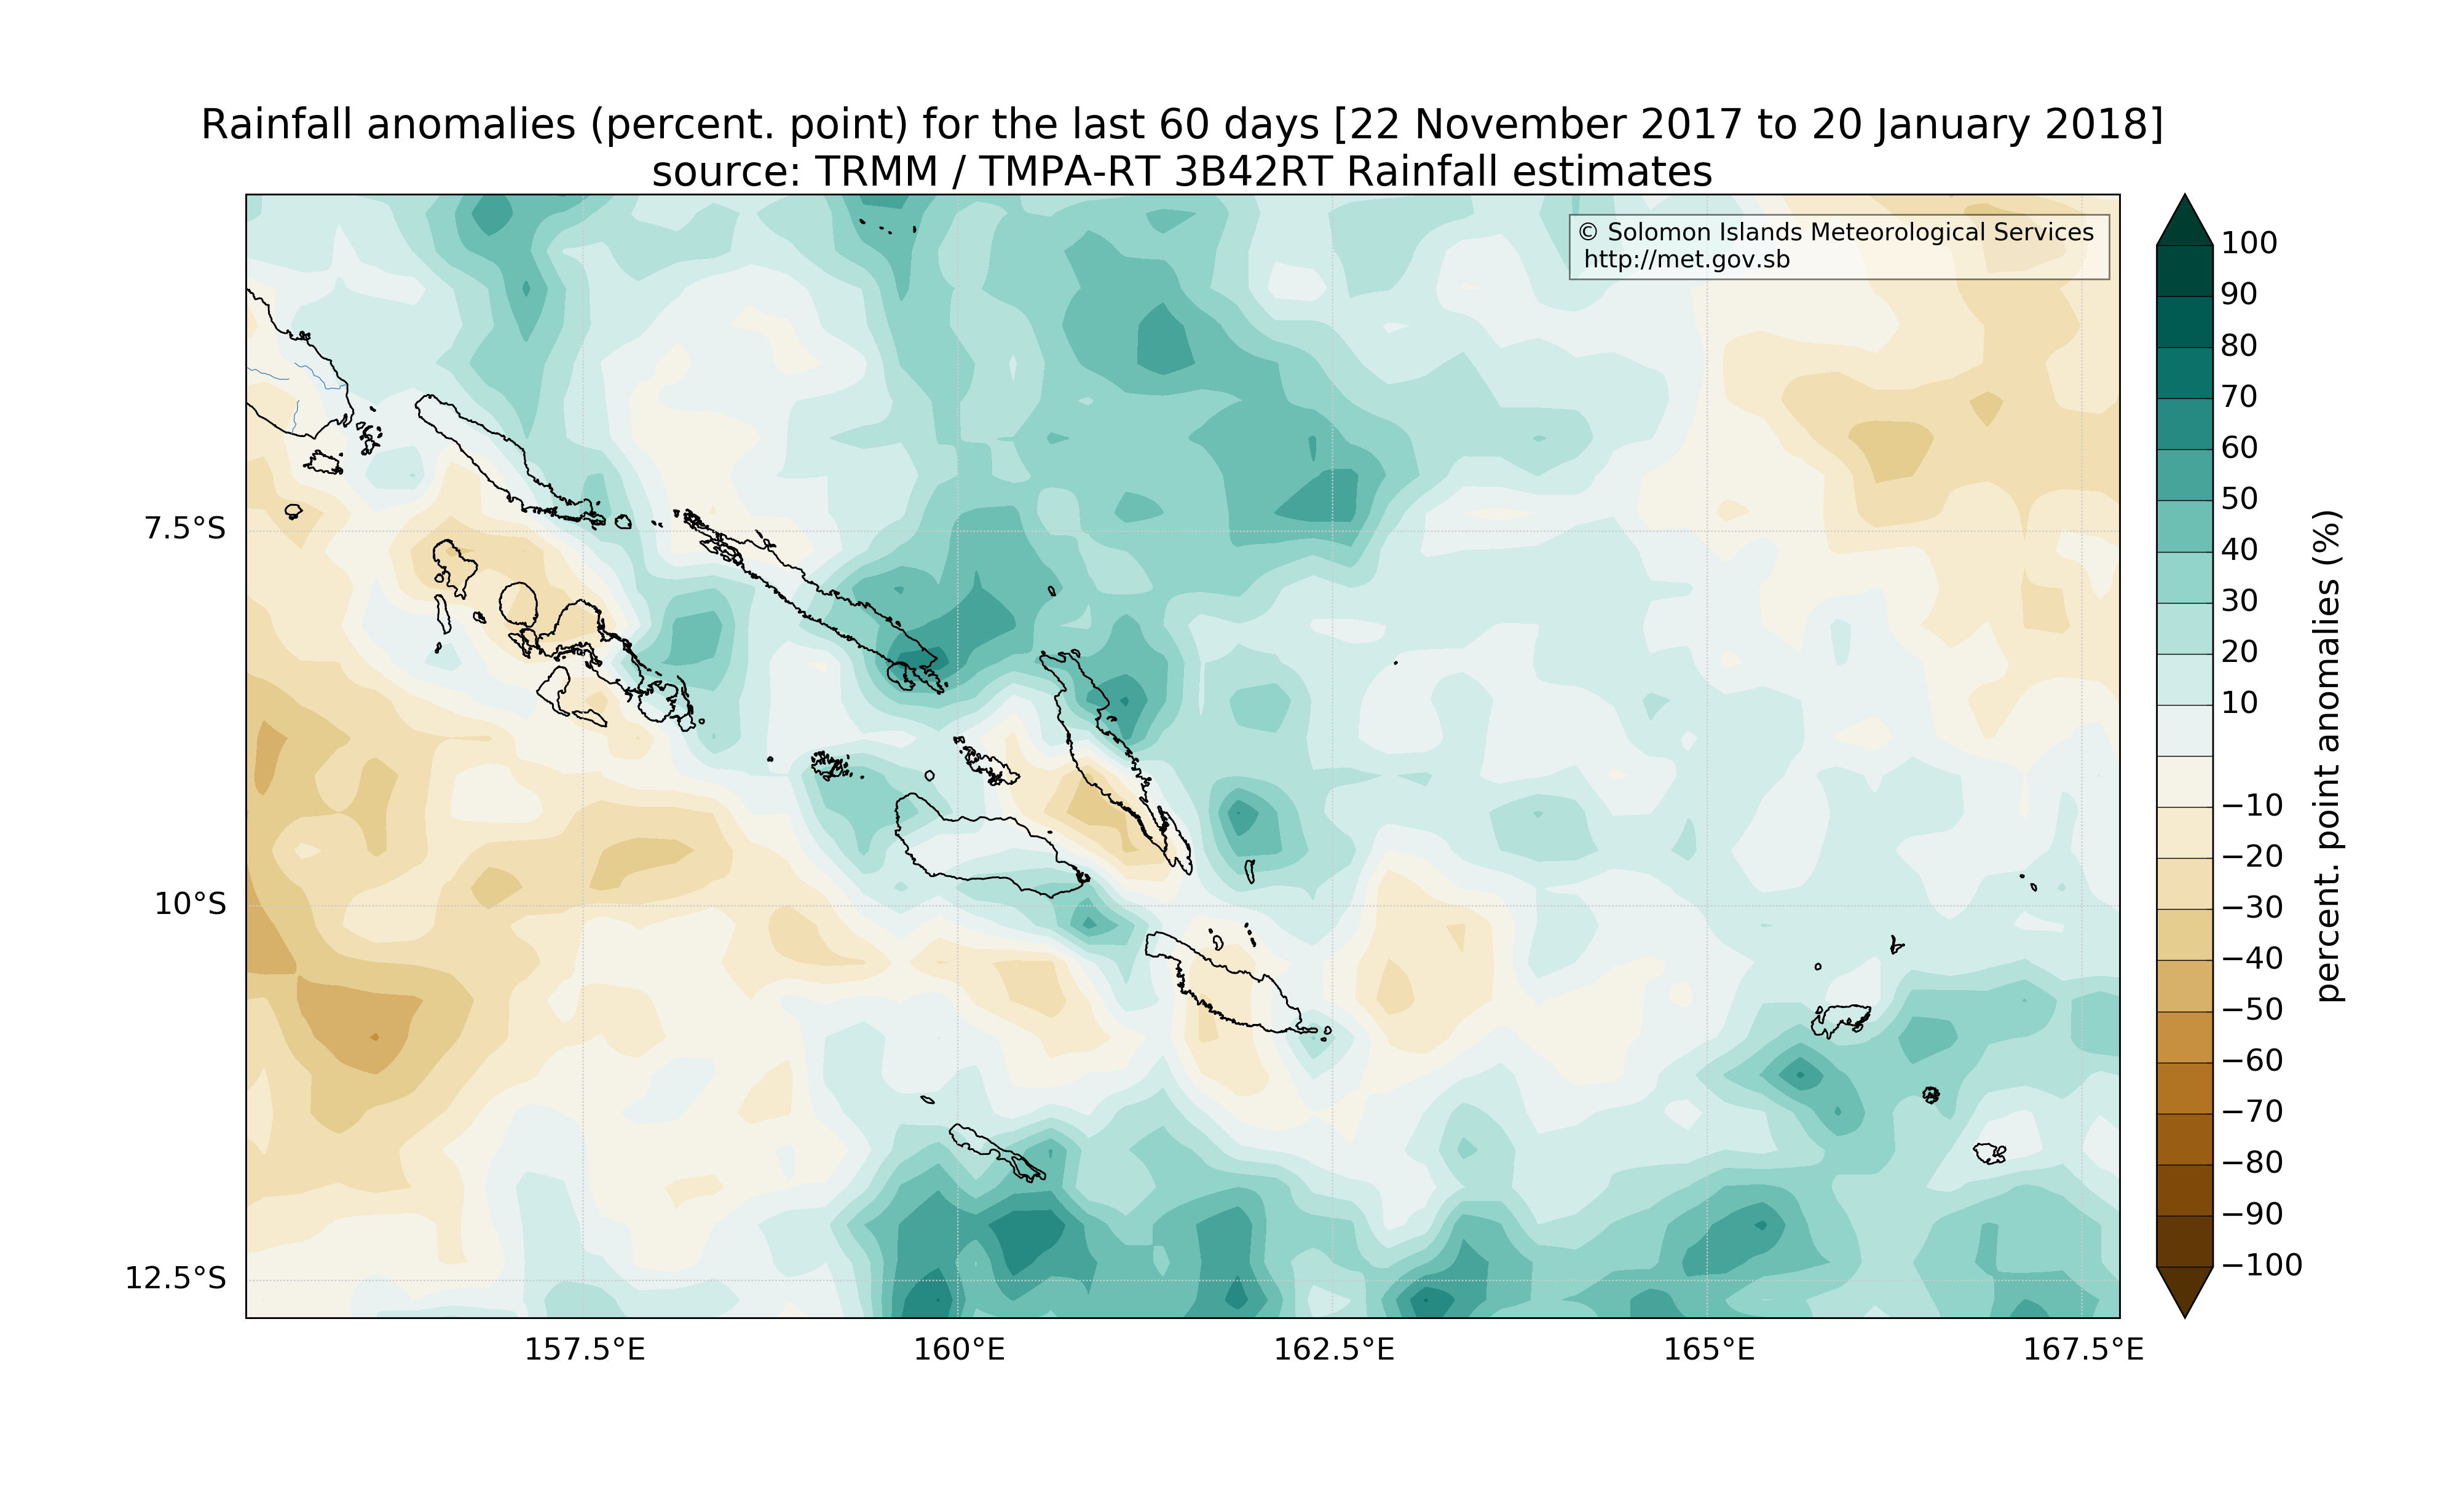 Rainfall anomalies (percent. point) for the last 60 days [22 November 2017 to 20 January 2018]
source: TRMM / TMPA-RT 3B42RT Rainfall estimates
© Solomon Islands Meteorological Services
http://met.gov.sb
7.5°S
10°S
12.5°S
157.5°E
160°E
162.5°E
165°E
167.5°E
100
90
80
70
60
50
40
30
20
10
−10
−20
−30
−40
−50
−60
−70
−80
−90
−100
percent. point anomalies (%)